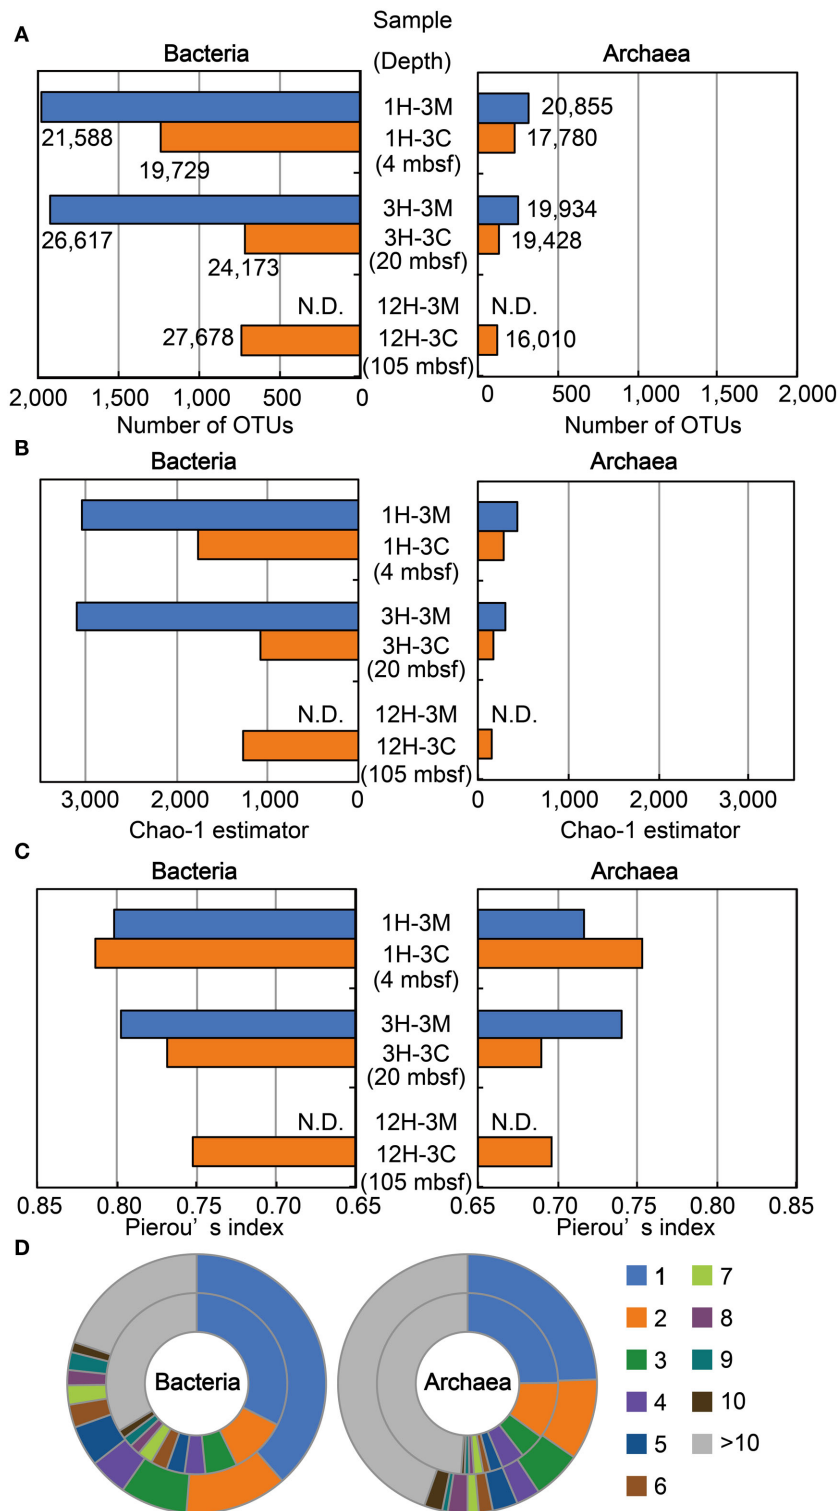 Sample
(Depth)
A
Bacteria
Archaea
1H-3M
1H-3C
(4 mbsf)
3H-3M
3H-3C
(20 mbsf)
12H-3M
12H-3C
(105 mbsf)
21,588
19,729
26,617
24,173
N.D.
27,678
20,855
17,780
19,934
19,428
N.D.
16,010
2,000 1,500 1,000 500 0
Number of OTUs
0 500 1,000 1,500 2,000
Number of OTUs
B
Bacteria
Archaea
1H-3M
1H-3C
(4 mbsf)
3H-3M
3H-3C
(20 mbsf)
N.D. 12H-3M N.D.
12H-3C
(105 mbsf)
3,000 2,000 1,000 0
Chao-1 estimator
0 1,000 2,000 3,000
Chao-1 estimator
C
Bacteria
Archaea
1H-3M
1H-3C
(4 mbsf)
3H-3M
3H-3C
(20 mbsf)
N.D. 12H-3M N.D.
12H-3C
(105 mbsf)
0.85 0.80 0.75 0.70 0.65
Pierou’ s index
0.65 0.70 0.75 0.80 0.85
Pierou’ s index
D
Bacteria
Archaea
1
2
3
4
5
6
7
8
9
10
>10